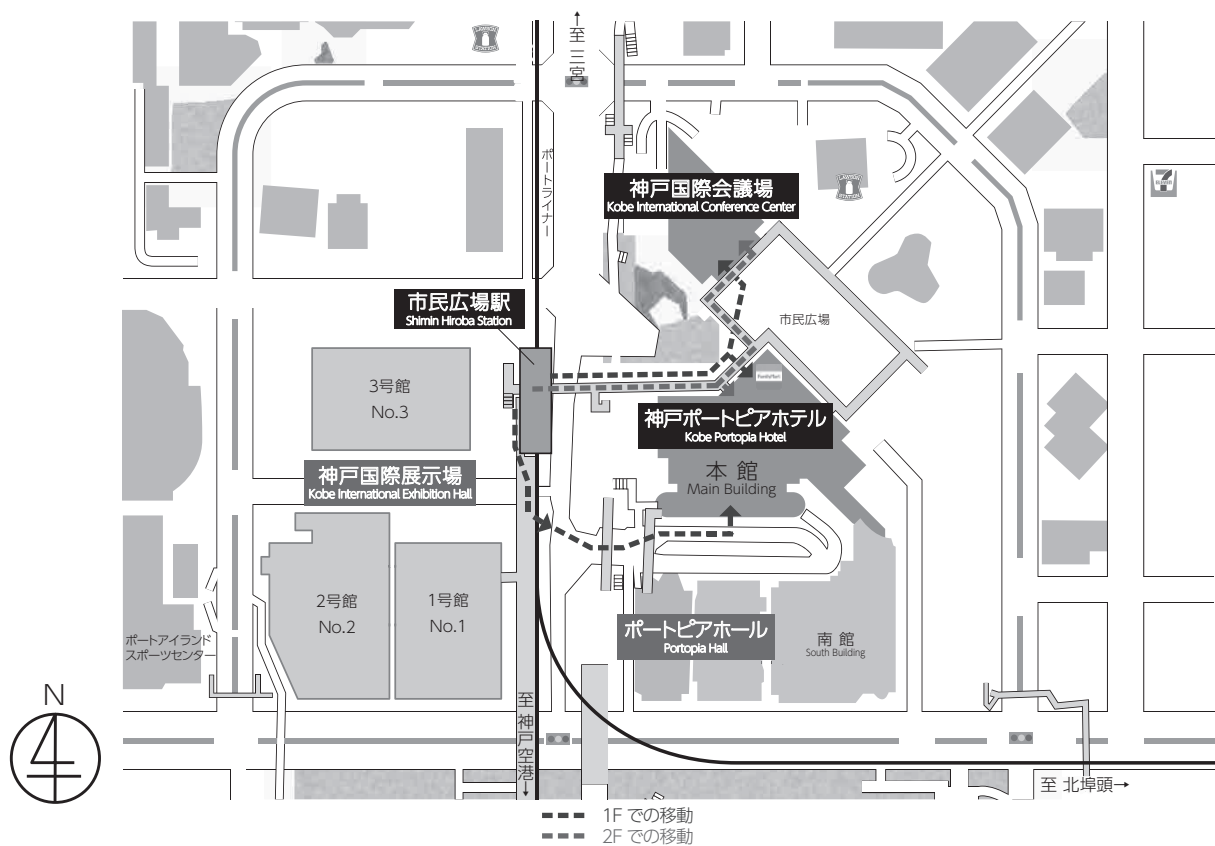 ↑至 三宮
ポートライナー
神戸国際会議場
Kobe International Conference Center
市民広場駅
Shimin Hiroba Station
市民広場
3号館
No.3
FamilyMart
神戸ポートピアホテル
Kobe Portopia Hotel
本 館
Main Building
神戸国際展示場
Kobe International Exhibition Hall
2号館
No.2
1号館
No.1
ポートピアホール
Portopia Hall
南 館
South Building
ポートアイランド
スポーツセンター
N
至 神戸空港↓
至 北埠頭→
1F での移動
2F での移動